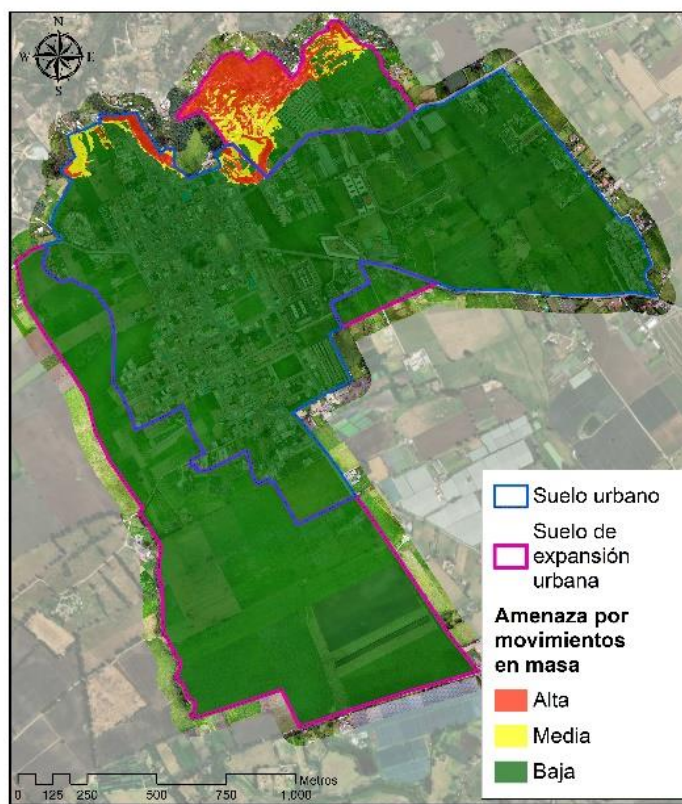 N
W E
S
Suelo urbano
Suelo de
expansión
urbana
Amenaza por
movimientos
en masa
Alta
Media
Baja
Metros
0 125 250 500 750 1.000